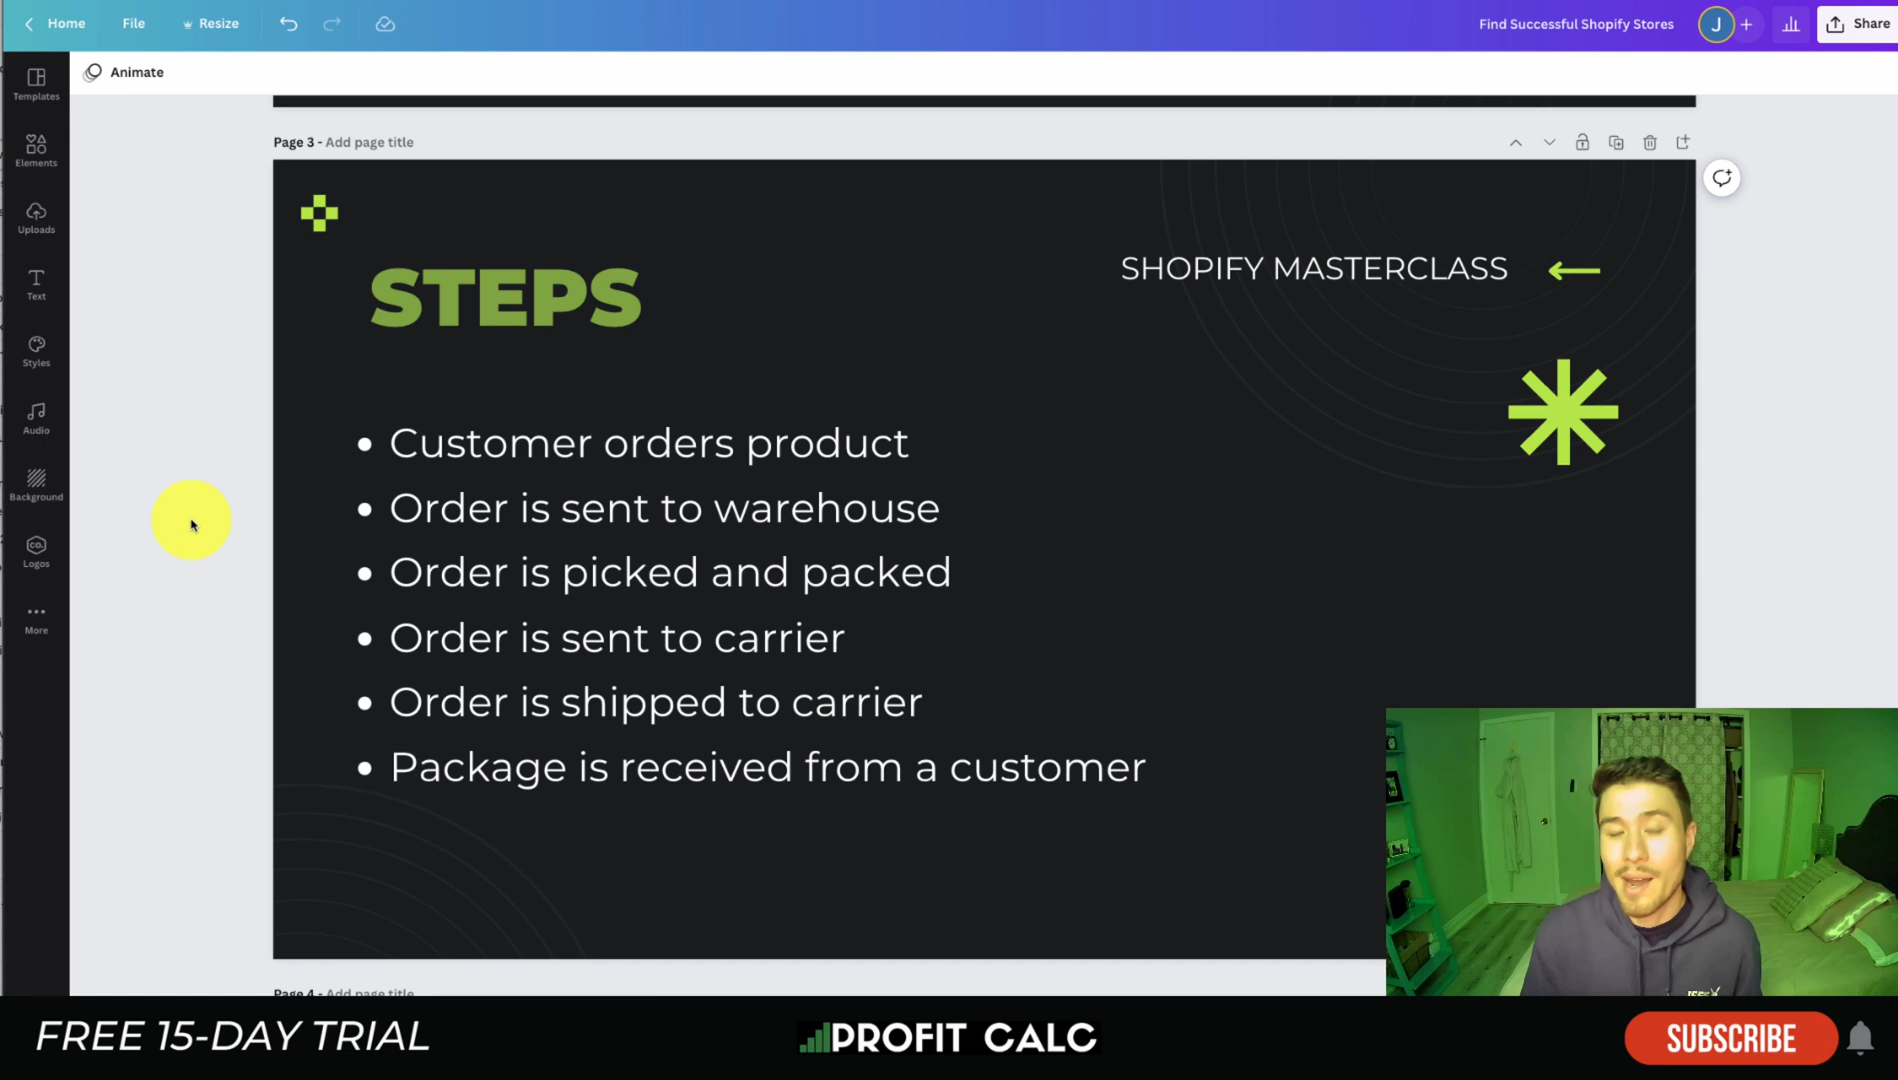 Home File Resize Find Successful Shopify Stores J + Share
Animate
Templates
Elements
Uploads
Text
Styles
Audio
Background
CO.
Logos
More
Page 3 - Add page title
STEPS
SHOPIFY MASTERCLASS
• Customer orders product
• Order is sent to warehouse
• Order is picked and packed
• Order is sent to carrier
• Order is shipped to carrier
• Package is received from a customer
Page 4 - Add page title
FREE 15-DAY TRIAL
PROFIT CALC
SUBSCRIBE